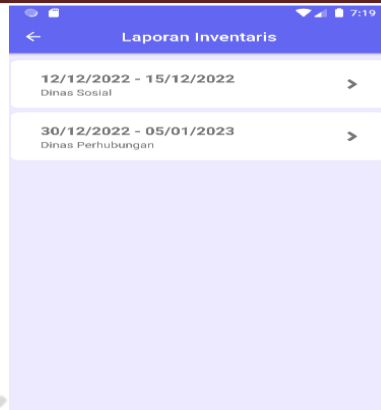 7:19
Laporan Inventaris
12/12/2022 - 15/12/2022
Dinas Sosial
30/12/2022 - 05/01/2023
Dinas Perhubungan